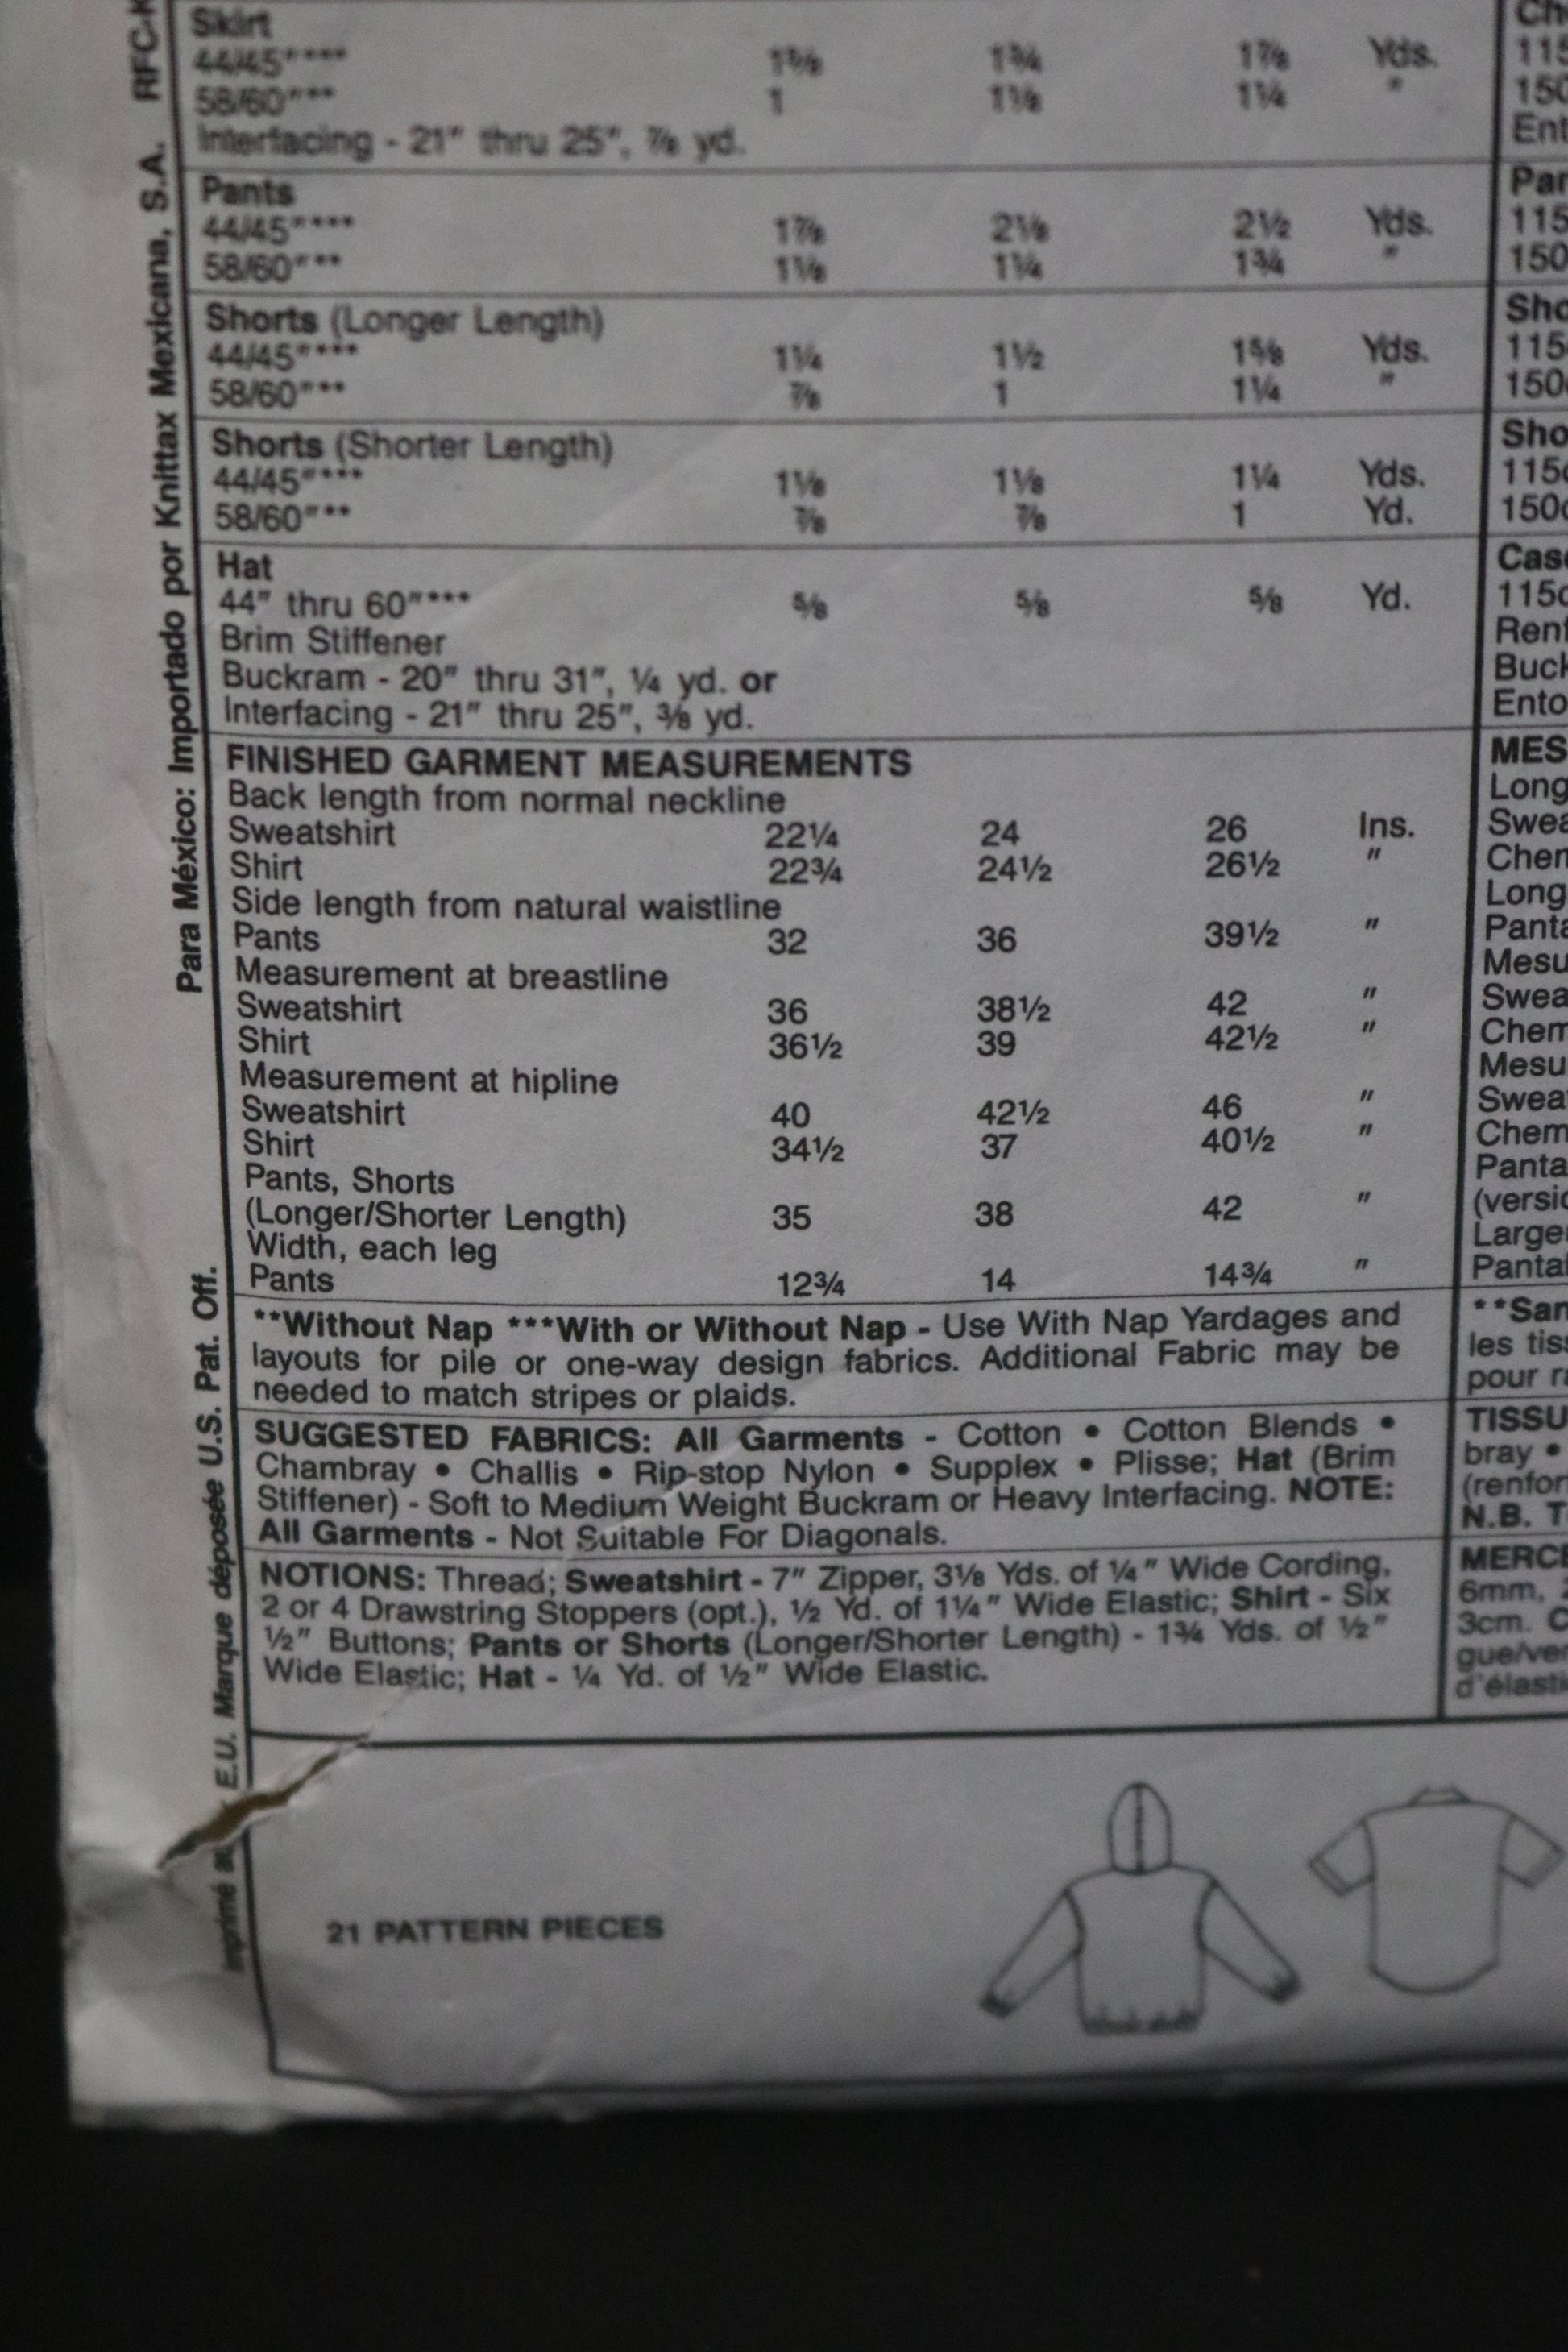 Skirt
44/45"*** 1⅝ 1¾ 1⅞ Yds.
58/60"** 1 1⅛ 1¼ "
Interfacing - 21" thru 25", ⅞ yd.
Pants
44/45"*** 1⅞ 2⅛ 2½ Yds.
58/60"** 1⅛ 1¼ 1¾ "
Shorts (Longer Length)
44/45"*** 1¼ 1½ 1⅝ Yds.
58/60"** ⅞ 1 1¼ "
Shorts (Shorter Length)
44/45"*** 1⅛ 1⅛ 1¼ Yds.
58/60"** ⅞ ⅞ 1 Yd.
Hat
44" thru 60"*** ⅝ ⅝ ⅝ Yd.
Brim Stiffener
Buckram - 20" thru 31", ¼ yd. or
Interfacing - 21" thru 25", ⅜ yd.
FINISHED GARMENT MEASUREMENTS
Back length from normal neckline
Sweatshirt 22¼ 24 26 Ins.
Shirt 22¾ 24½ 26½ "
Side length from natural waistline
Pants 32 36 39½ "
Measurement at breastline
Sweatshirt 36 38½ 42 "
Shirt 36½ 39 42½ "
Measurement at hipline
Sweatshirt 40 42½ 46 "
Shirt 34½ 37 40½ "
Pants, Shorts
(Longer/Shorter Length) 35 38 42 "
Width, each leg
Pants 12¾ 14 14¾ "
**Without Nap ***With or Without Nap - Use With Nap Yardages and
layouts for pile or one-way design fabrics. Additional Fabric may be
needed to match stripes or plaids.
SUGGESTED FABRICS: All Garments - Cotton • Cotton Blends •
Chambray • Challis • Rip-stop Nylon • Supplex • Plisse; Hat (Brim
Stiffener) - Soft to Medium Weight Buckram or Heavy Interfacing. NOTE:
All Garments - Not Suitable For Diagonals.
NOTIONS: Thread; Sweatshirt - 7" Zipper, 3⅛ Yds. of ¼" Wide Cording,
2 or 4 Drawstring Stoppers (opt.), ½ Yd. of 1¼" Wide Elastic; Shirt - Six
½" Buttons; Pants or Shorts (Longer/Shorter Length) - 1¾ Yds. of ½"
Wide Elastic; Hat - ¼ Yd. of ½" Wide Elastic.
21 PATTERN PIECES
Para México: Importado por Knittax Mexicana, S.A.
E.U. Marque déposée U.S. Pat. Off.
115
150
115
150
115
150
115
150
115
MES
Long
Long
TISSU
bray •
N.B.
6mm,
3cm.